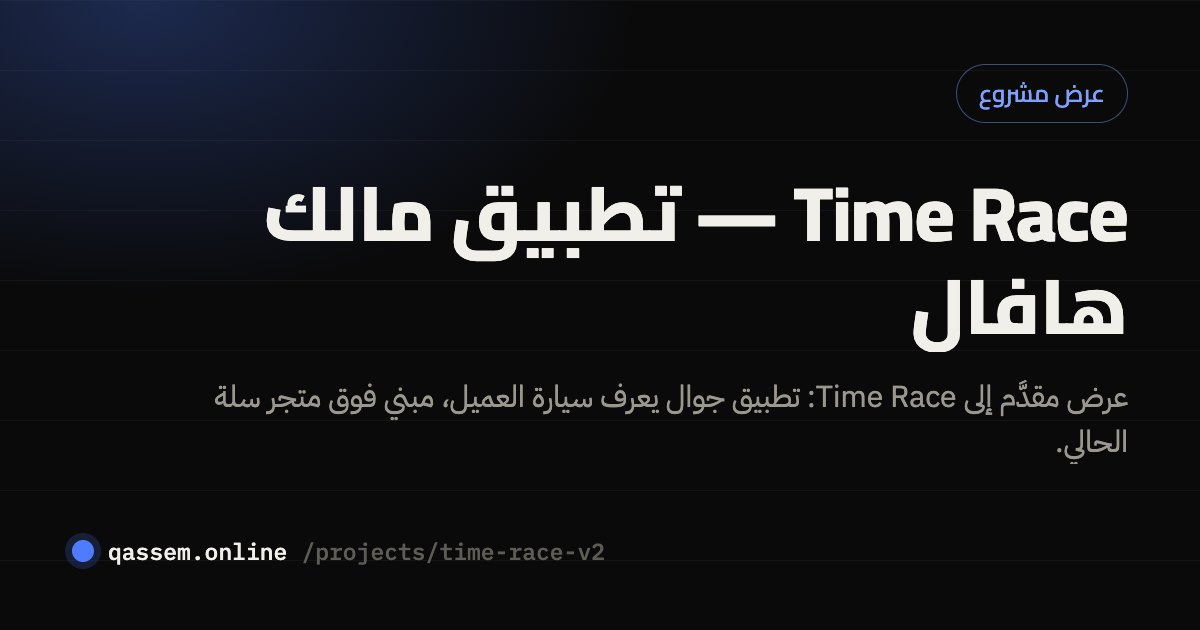 عرض مشروع
Time Race — تطبيق مالك
هافال
عرض مقدَّم إلى Time Race: تطبيق جوال يعرف سيارة العميل، مبني فوق متجر سلة
الحالي.
qassem.online /projects/time-race-v2